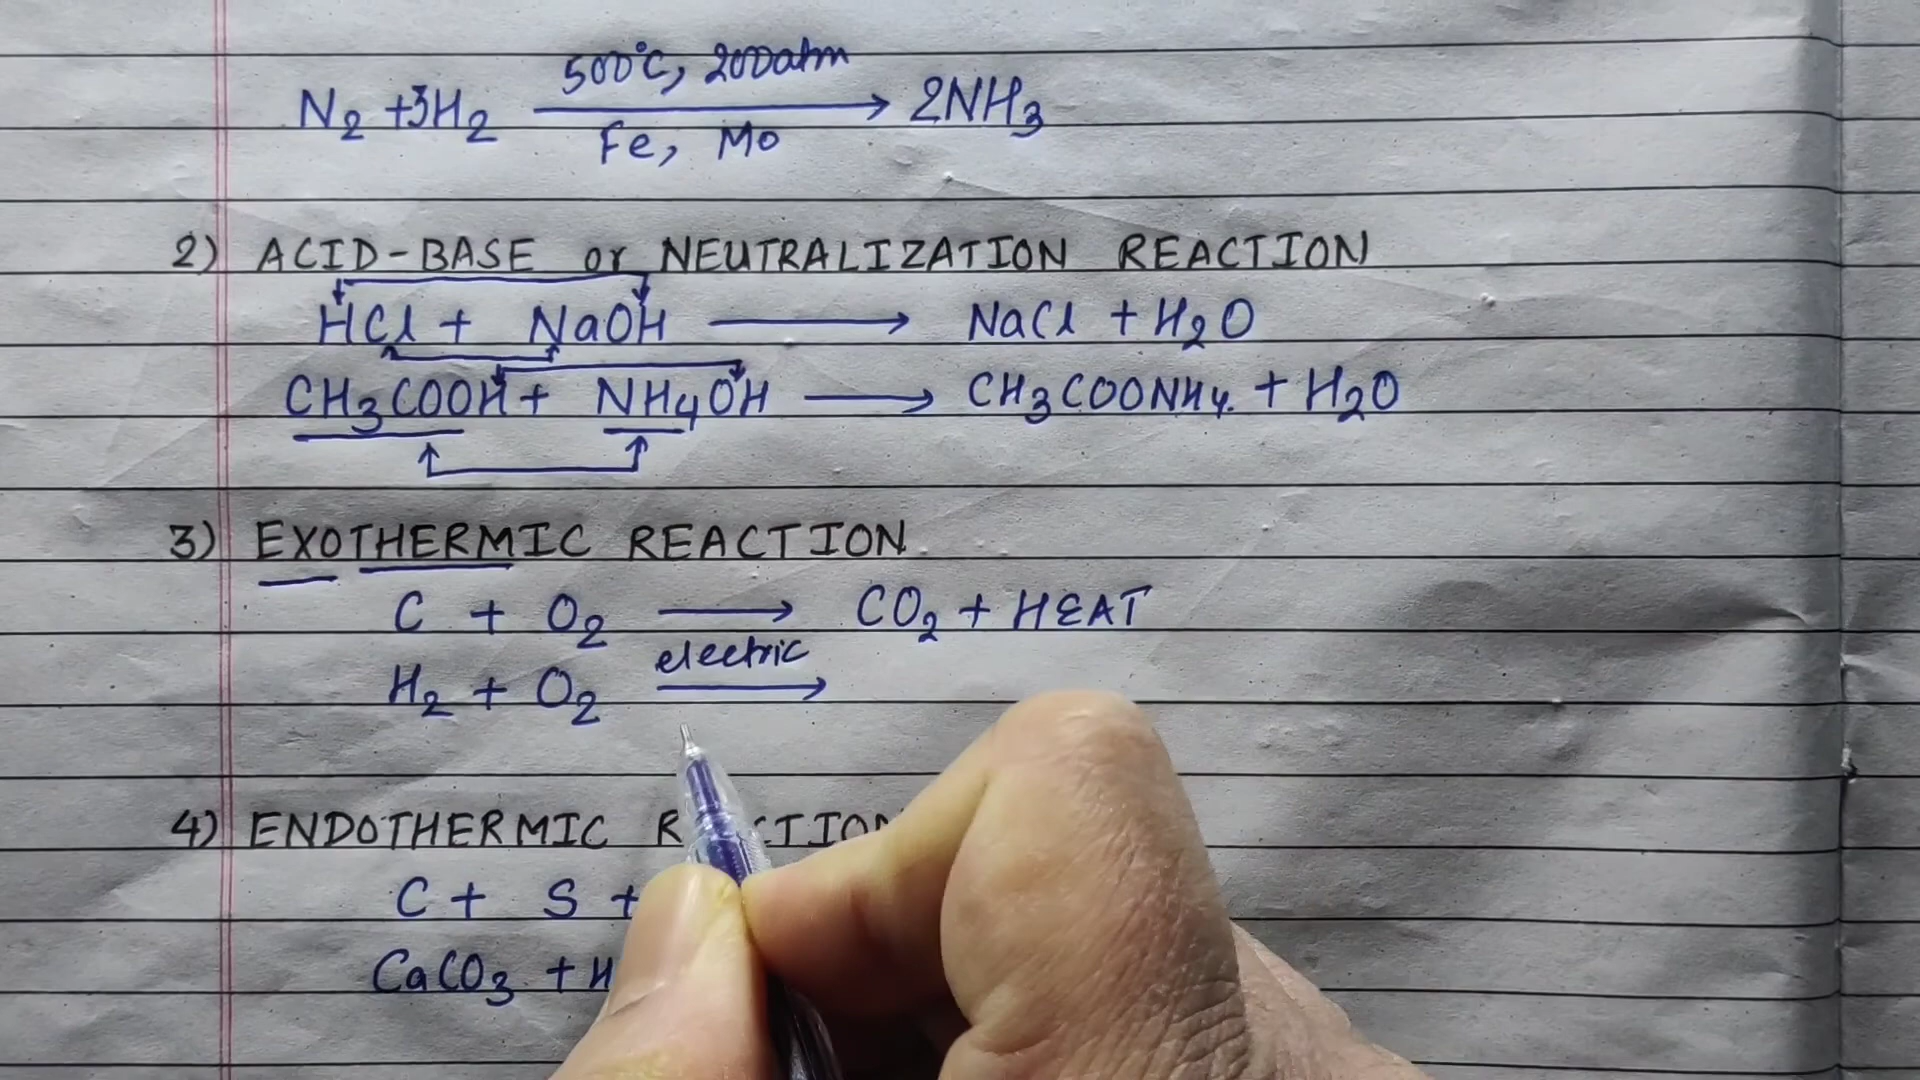 500°C, 200atm
N2 + 3H2 → 2NH3
Fe, Mo
2) ACID-BASE or NEUTRALIZATION REACTION
HCl + NaOH → NaCl + H2O
CH3COOH + NH4OH → CH3COONH4. + H2O
3) EXOTHERMIC REACTION
C + O2 → CO2 + HEAT
electric
H2 + O2 →
4) ENDOTHERMIC
C + S +
CaCO3 + H